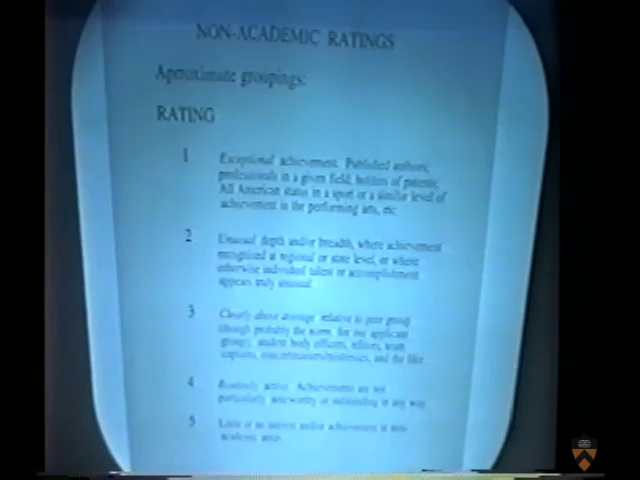 NON-ACADEMIC RATINGS
Aproximate groupings:
RATING
1 Exceptional achievement. Published authors,
professionals in a given field, holders of patents,
All American status in a sport or a similar level of
achievement in the performing arts, etc.
2 Unusual depth and/or breadth, where achievement
recognized at regional or state level, or where
otherwise individual talent or accomplishment
appears truly unusual.
3 Clearly above average relative to peer group
(though probably the norm for our applicant
group): student body officers, editors, team
captains, concertmasters/mistresses, and the like.
4 Routinely active. Achievements are not
particularly noteworthy or outstanding in any way.
5 Little or no interest and/or achievement in non-
academic areas.